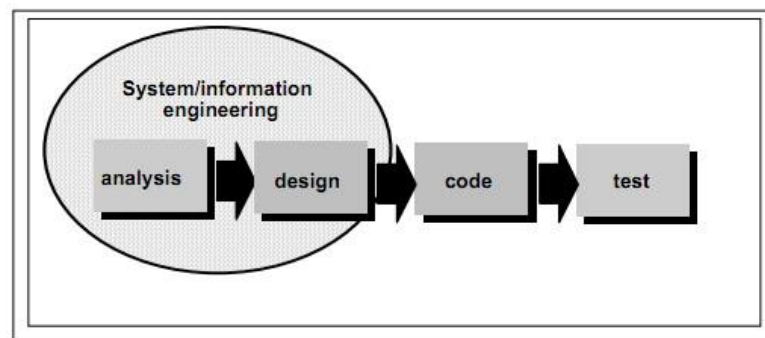 System/information
engineering
analysis
design
code
test